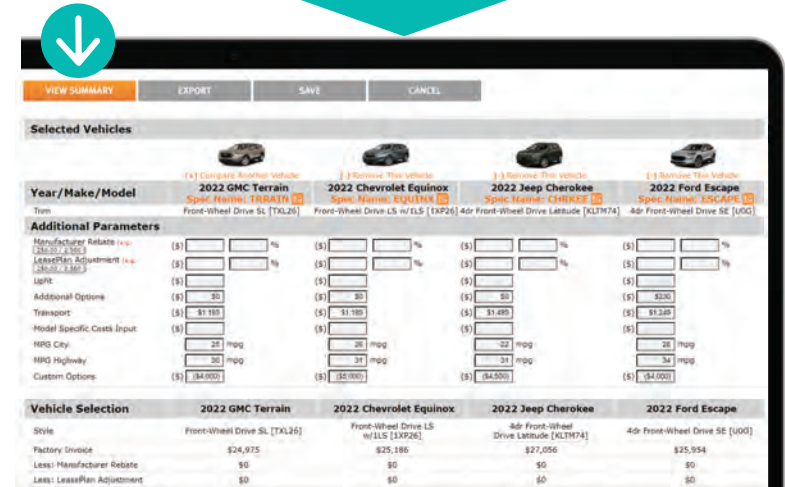 VIEW SUMMARY EXPORT SAVE CANCEL
Selected Vehicles
[+] Compare Another Vehicle [-] Remove This Vehicle [-] Remove This Vehicle [-] Remove This Vehicle
Year/Make/Model 2022 GMC Terrain 2022 Chevrolet Equinox 2022 Jeep Cherokee 2022 Ford Escape
Spec Name: TRRAIN Spec Name: EQUINX Spec Name: CHRKEE Spec Name: ESCAPE
Trim Front-Wheel Drive SL [TXL26] Front-Wheel Drive LS w/1LS [1XP26] 4dr Front-Wheel Drive Latitude [KLTM74] 4dr Front-Wheel Drive SE [U0G]
Additional Parameters
Manufacturer Rebate (e.g. ($) % ($) % ($) % ($) %
LeasePlan Adjustment (e.g. ($) % ($) % ($) % ($) %
Upfit ($) ($) ($) ($)
Additional Options ($) $0 ($) $0 ($) $0 ($)
Transport ($) $1,195 ($) $1,195 ($) $1,495 ($) $1,245
Model Specific Costs Input ($) ($) ($) ($)
MPG City 25 mpg 26 mpg 22 mpg 28 mpg
MPG Highway 30 mpg 31 mpg 31 mpg 34 mpg
Custom Options ($) ($4,000) ($) ($5,000) ($) ($4,500) ($) ($4,000)
Vehicle Selection 2022 GMC Terrain 2022 Chevrolet Equinox 2022 Jeep Cherokee 2022 Ford Escape
Style Front-Wheel Drive SL [TXL26] Front-Wheel Drive LS w/1LS [1XP26] 4dr Front-Wheel Drive Latitude [KLTM74] 4dr Front-Wheel Drive SE [U0G]
Factory Invoice $24,975 $25,186 $27,056 $25,954
Less: Manufacturer Rebate $0 $0 $0 $0
Less: LeasePlan Adjustment $0 $0 $0 $0